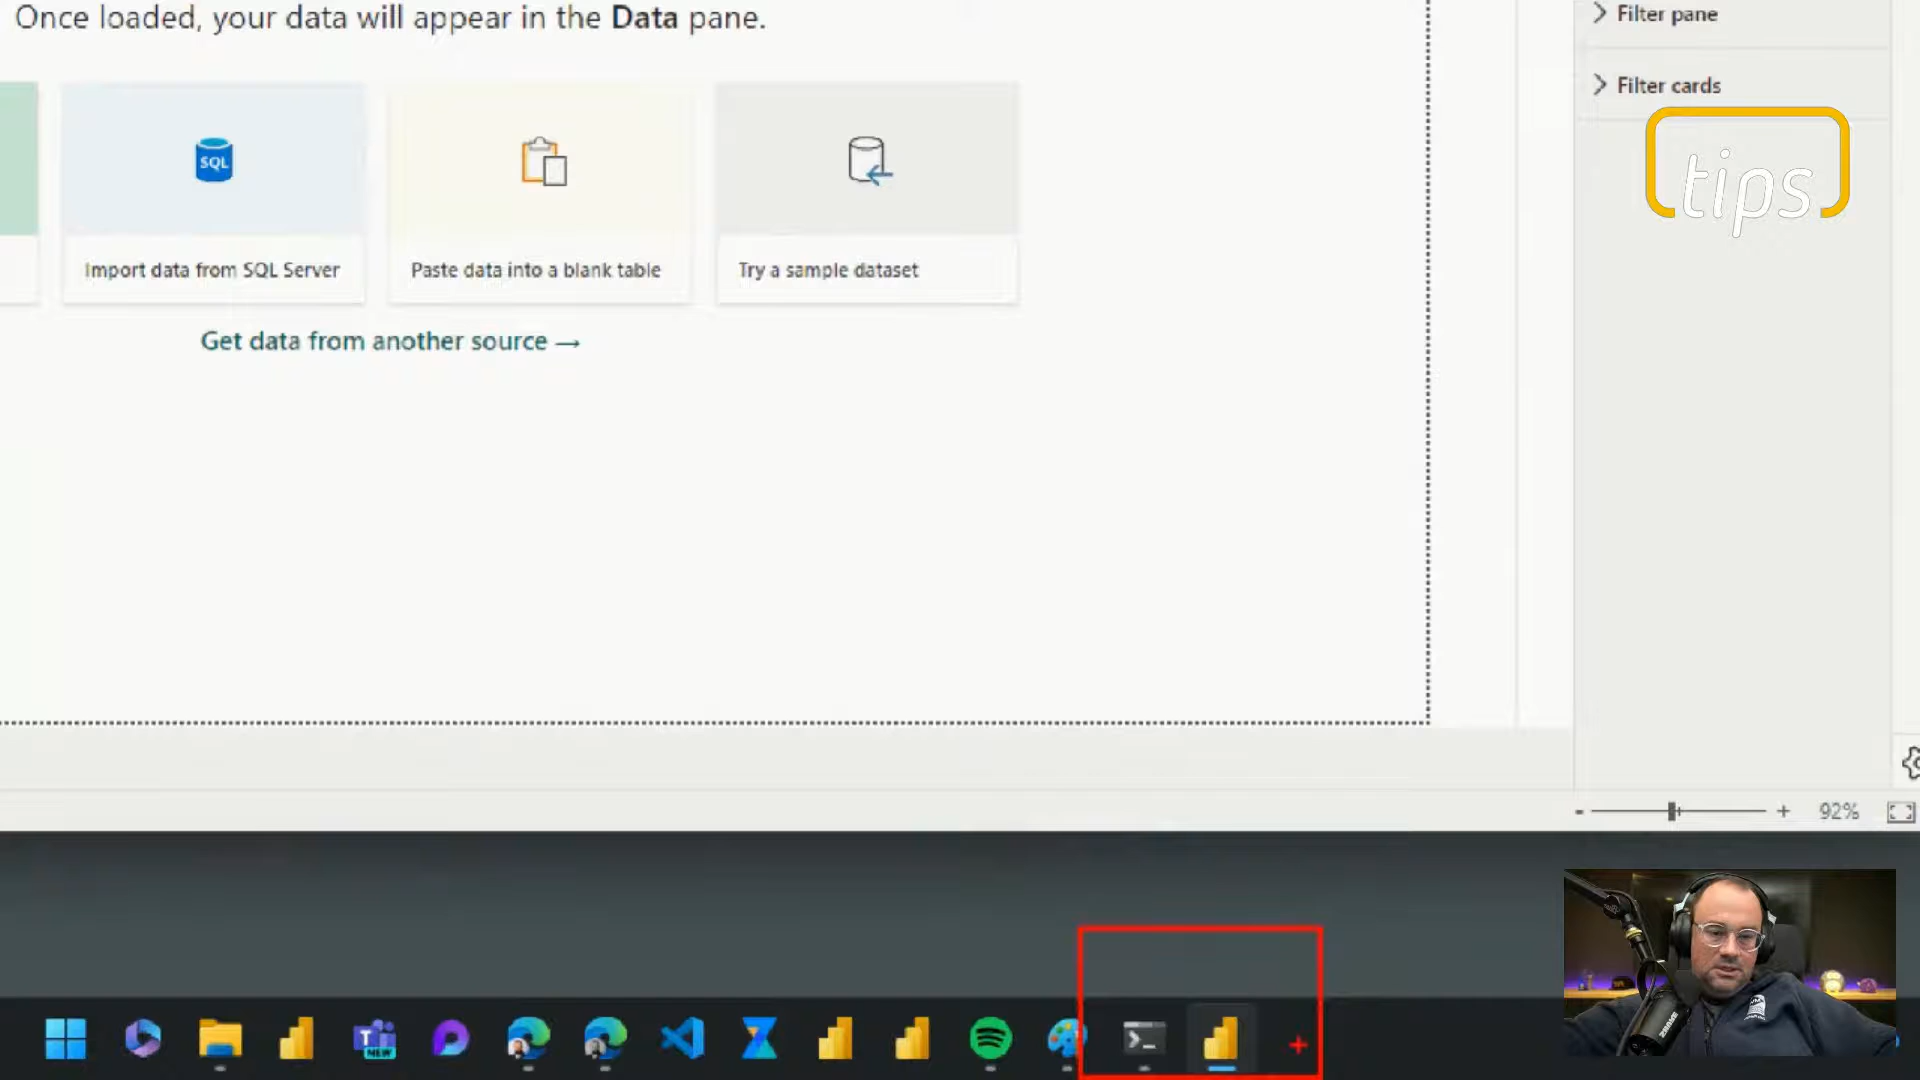 Once loaded, your data will appear in the Data pane.
Filter pane
Filter cards
tips
SQL
Import data from SQL Server
Paste data into a blank table
Try a sample dataset
Get data from another source →
- + 92%
T
NEW